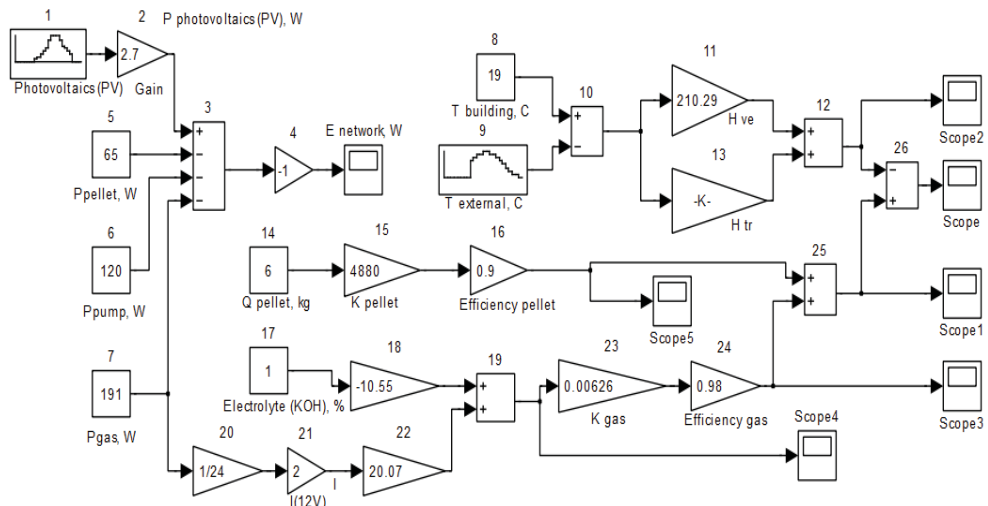 1
2
P photovoltaics(PV), W
2.7
Photovoltaics(PV)
Gain
3
+
−
−
−
4
-1
E network, W
5
65
Ppellet, W
6
120
Ppump, W
7
191
Pgas, W
8
19
T building, C
9
T external, C
10
+
−
11
210.29
H ve
12
+
+
13
-K-
H tr
Scope2
26
−
+
Scope
14
6
Q pellet, kg
15
4880
K pellet
16
0.9
Efficiency pellet
Scope5
25
+
+
Scope1
17
1
Electrolyte (KOH), %
18
-10.55
19
+
+
23
0.00626
K gas
24
0.98
Efficiency gas
Scope3
Scope4
20
1/24
21
2
I(12V)
I
22
20.07